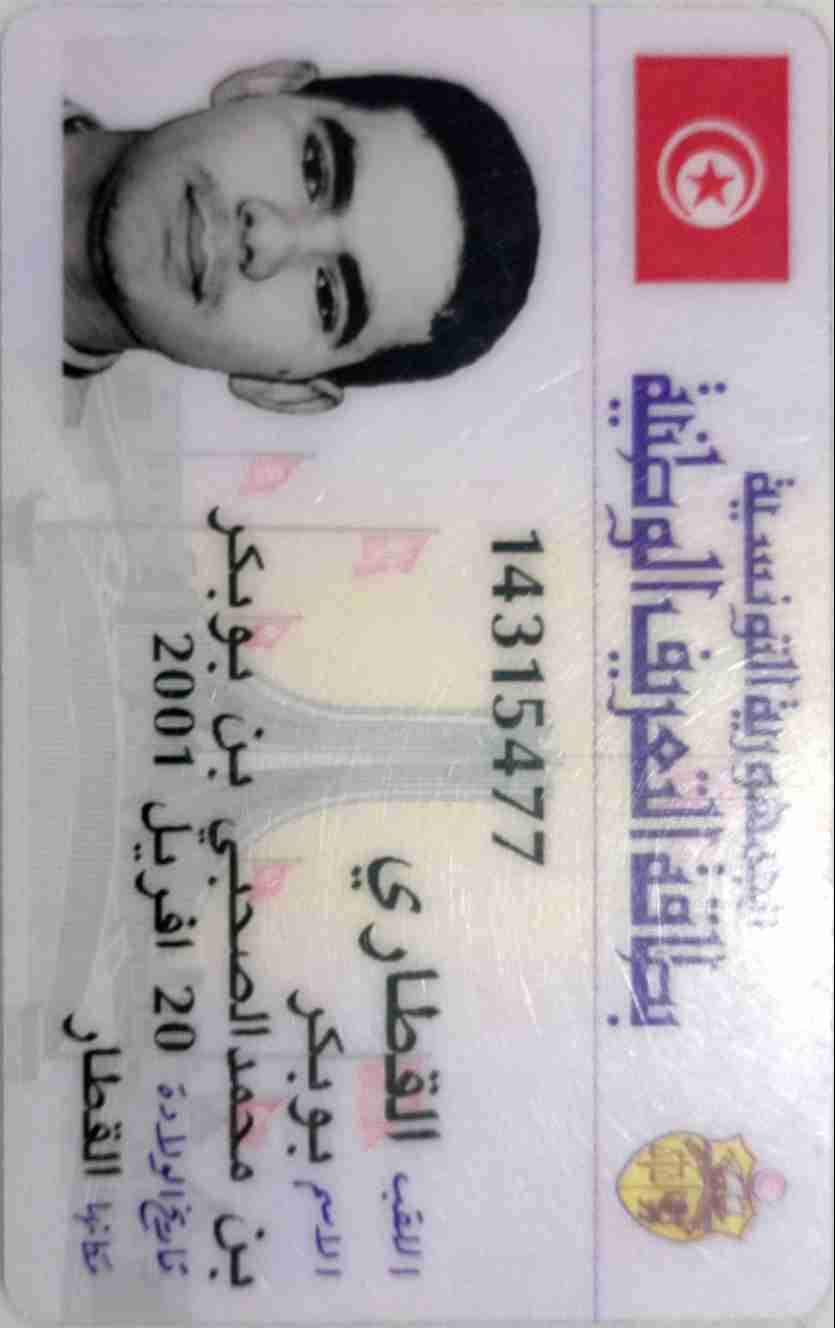 الجمهورية التونسية
بطاقة التعريف الوطنية
14315477
اللقب القطاري
الاسم بوبكر
بن محمد الصحبي بن بوبكر
تاريخ الولادة 20 افريل 2001
مكانها القطار